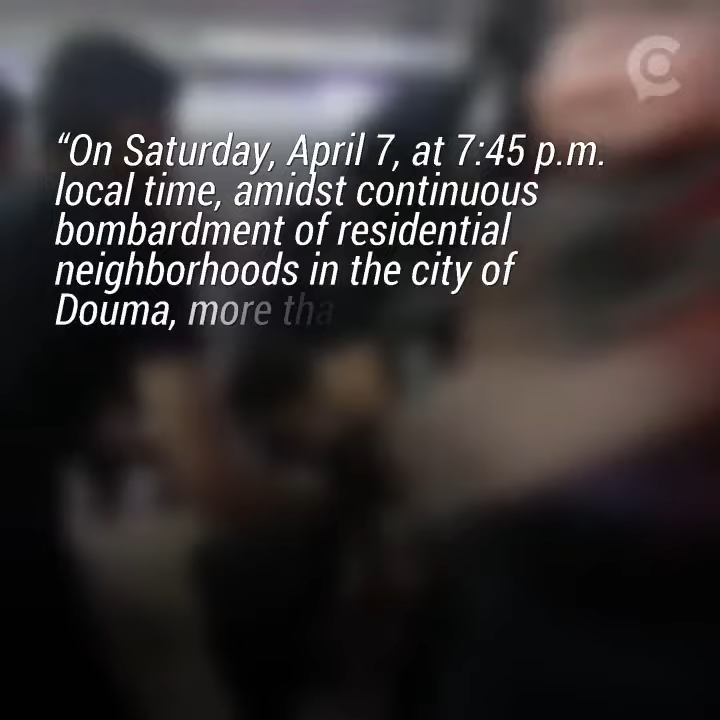 “On Saturday, April 7, at 7:45 p.m.
local time, amidst continuous
bombardment of residential
neighborhoods in the city of
Douma, more tha